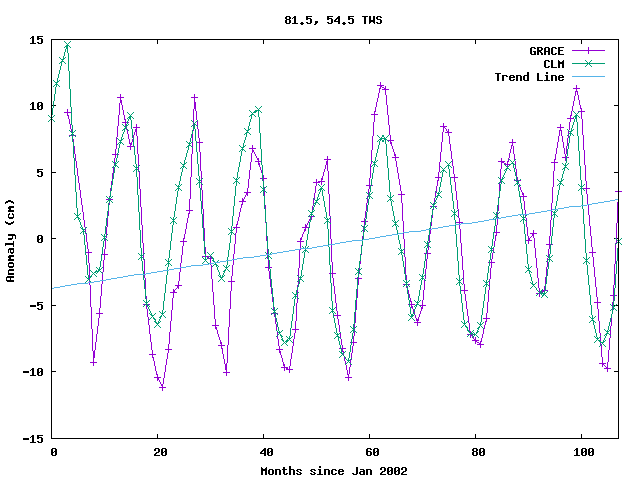 81.5, 54.5 TWS
GRACE
CLM
Trend Line
15
10
5
0
-5
-10
-15
Anomaly (cm)
0 20 40 60 80 100
Months since Jan 2002